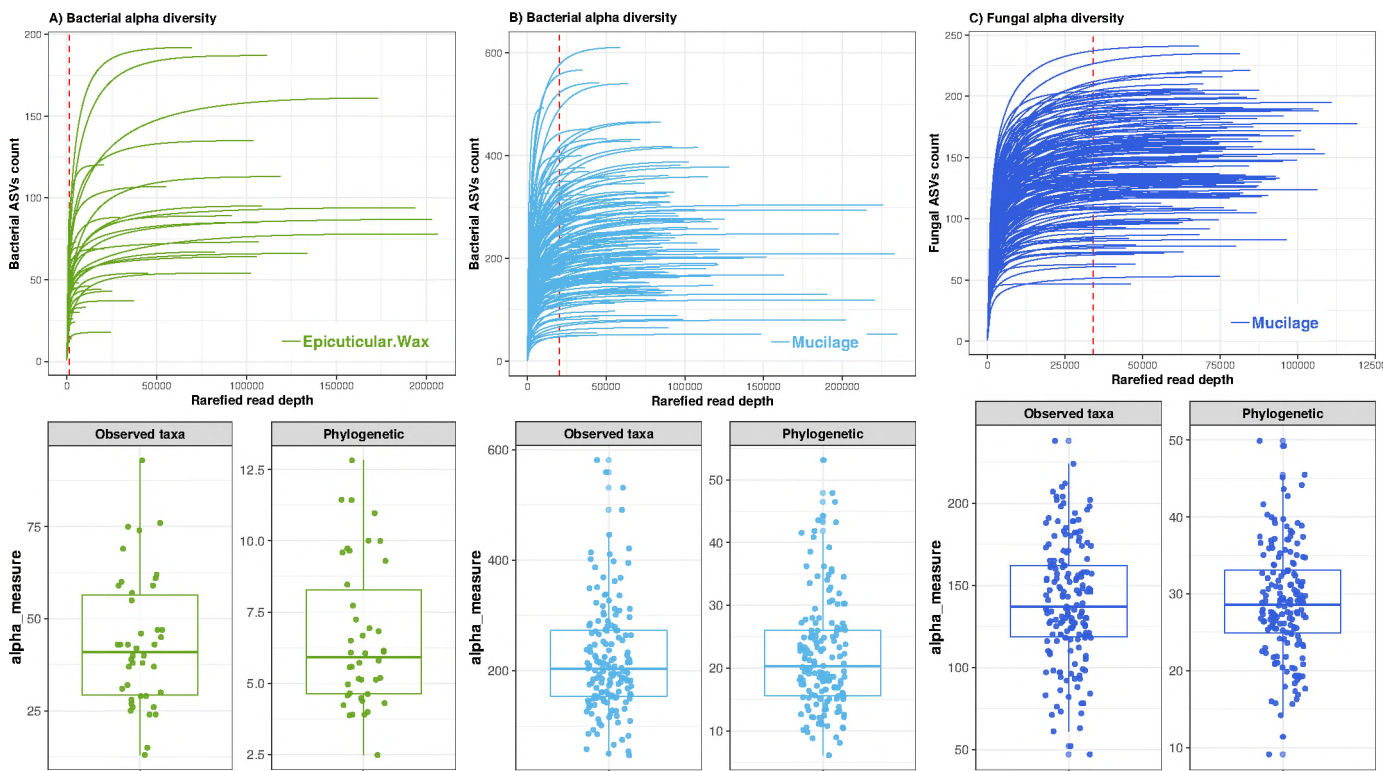 A) Bacterial alpha diversity
Bacterial ASVs count
200
150
100
50
0
Epicuticular.Wax
0 50000 100000 150000 200000
Rarefied read depth
B) Bacterial alpha diversity
Bacterial ASVs count
600
400
200
0
Mucilage
0 50000 100000 150000 200000
Rarefied read depth
C) Fungal alpha diversity
Fungal ASVs count
250
200
150
100
50
0
Mucilage
0 25000 50000 75000 100000 12500
Rarefied read depth
alpha_measure
Observed taxa
75
50
25
Phylogenetic
12.5
10.0
7.5
5.0
2.5
alpha_measure
Observed taxa
600
400
200
Phylogenetic
50
40
30
20
10
alpha_measure
Observed taxa
200
150
100
50
Phylogenetic
50
40
30
20
10